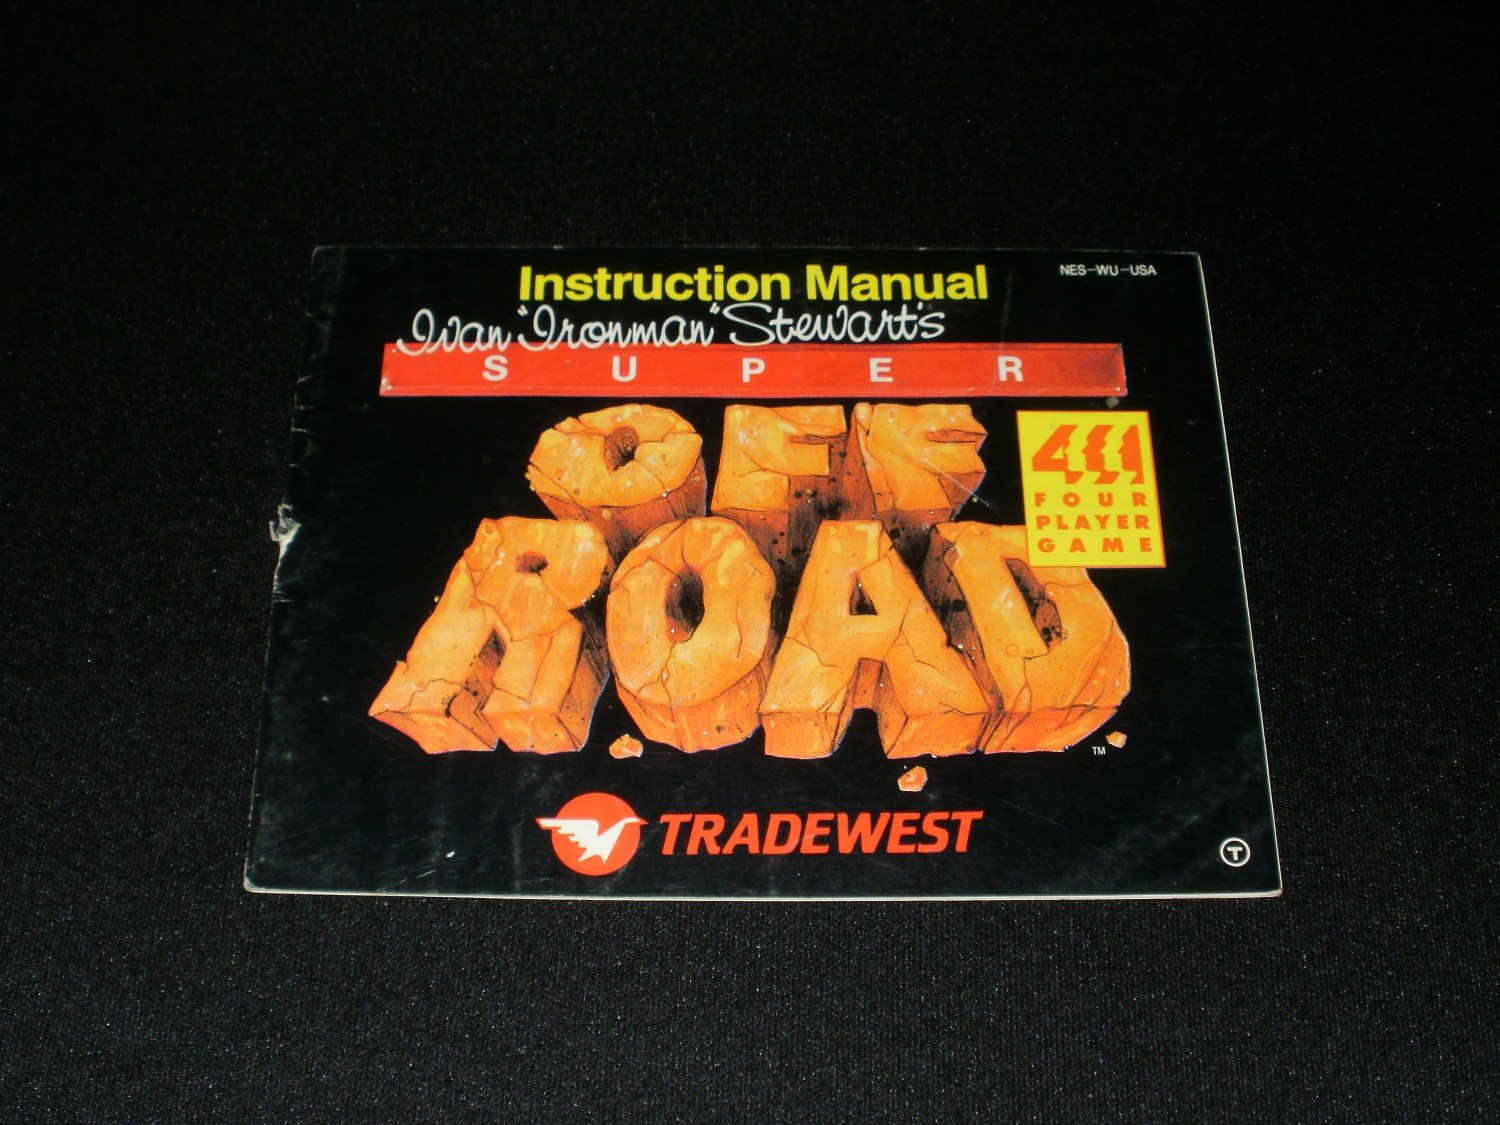 Instruction Manual
NES-WU-USA
Ivan "Ironman" Stewart's
SUPER
OFF
ROAD
TM
4
FOUR
PLAYER
GAME
TRADEWEST
T